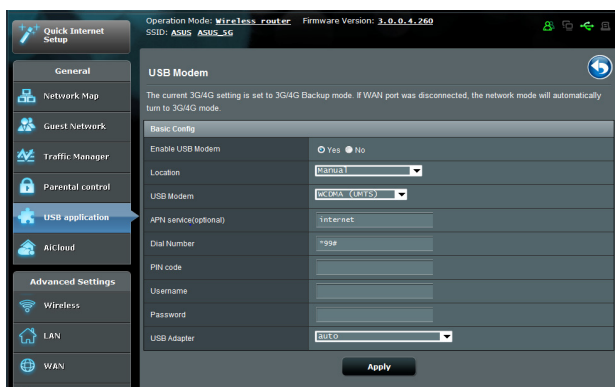 Operation Mode: Wireless router Firmware Version: 3.0.0.4.260
SSID: ASUS ASUS_5G
Quick Internet
Setup
General
Network Map
Guest Network
Traffic Manager
Parental control
USB application
AiCloud
Advanced Settings
Wireless
LAN
WAN
USB Modem
The current 3G/4G setting is set to 3G/4G Backup mode. If WAN port was disconnected, the network mode will automatically
turn to 3G/4G mode.
Basic Config
Enable USB Modem Yes No
Location Manual
USB Modem WCDMA (UMTS)
APN service(optional) internet
Dial Number *99#
PIN code
Username
Password
USB Adapter auto
Apply